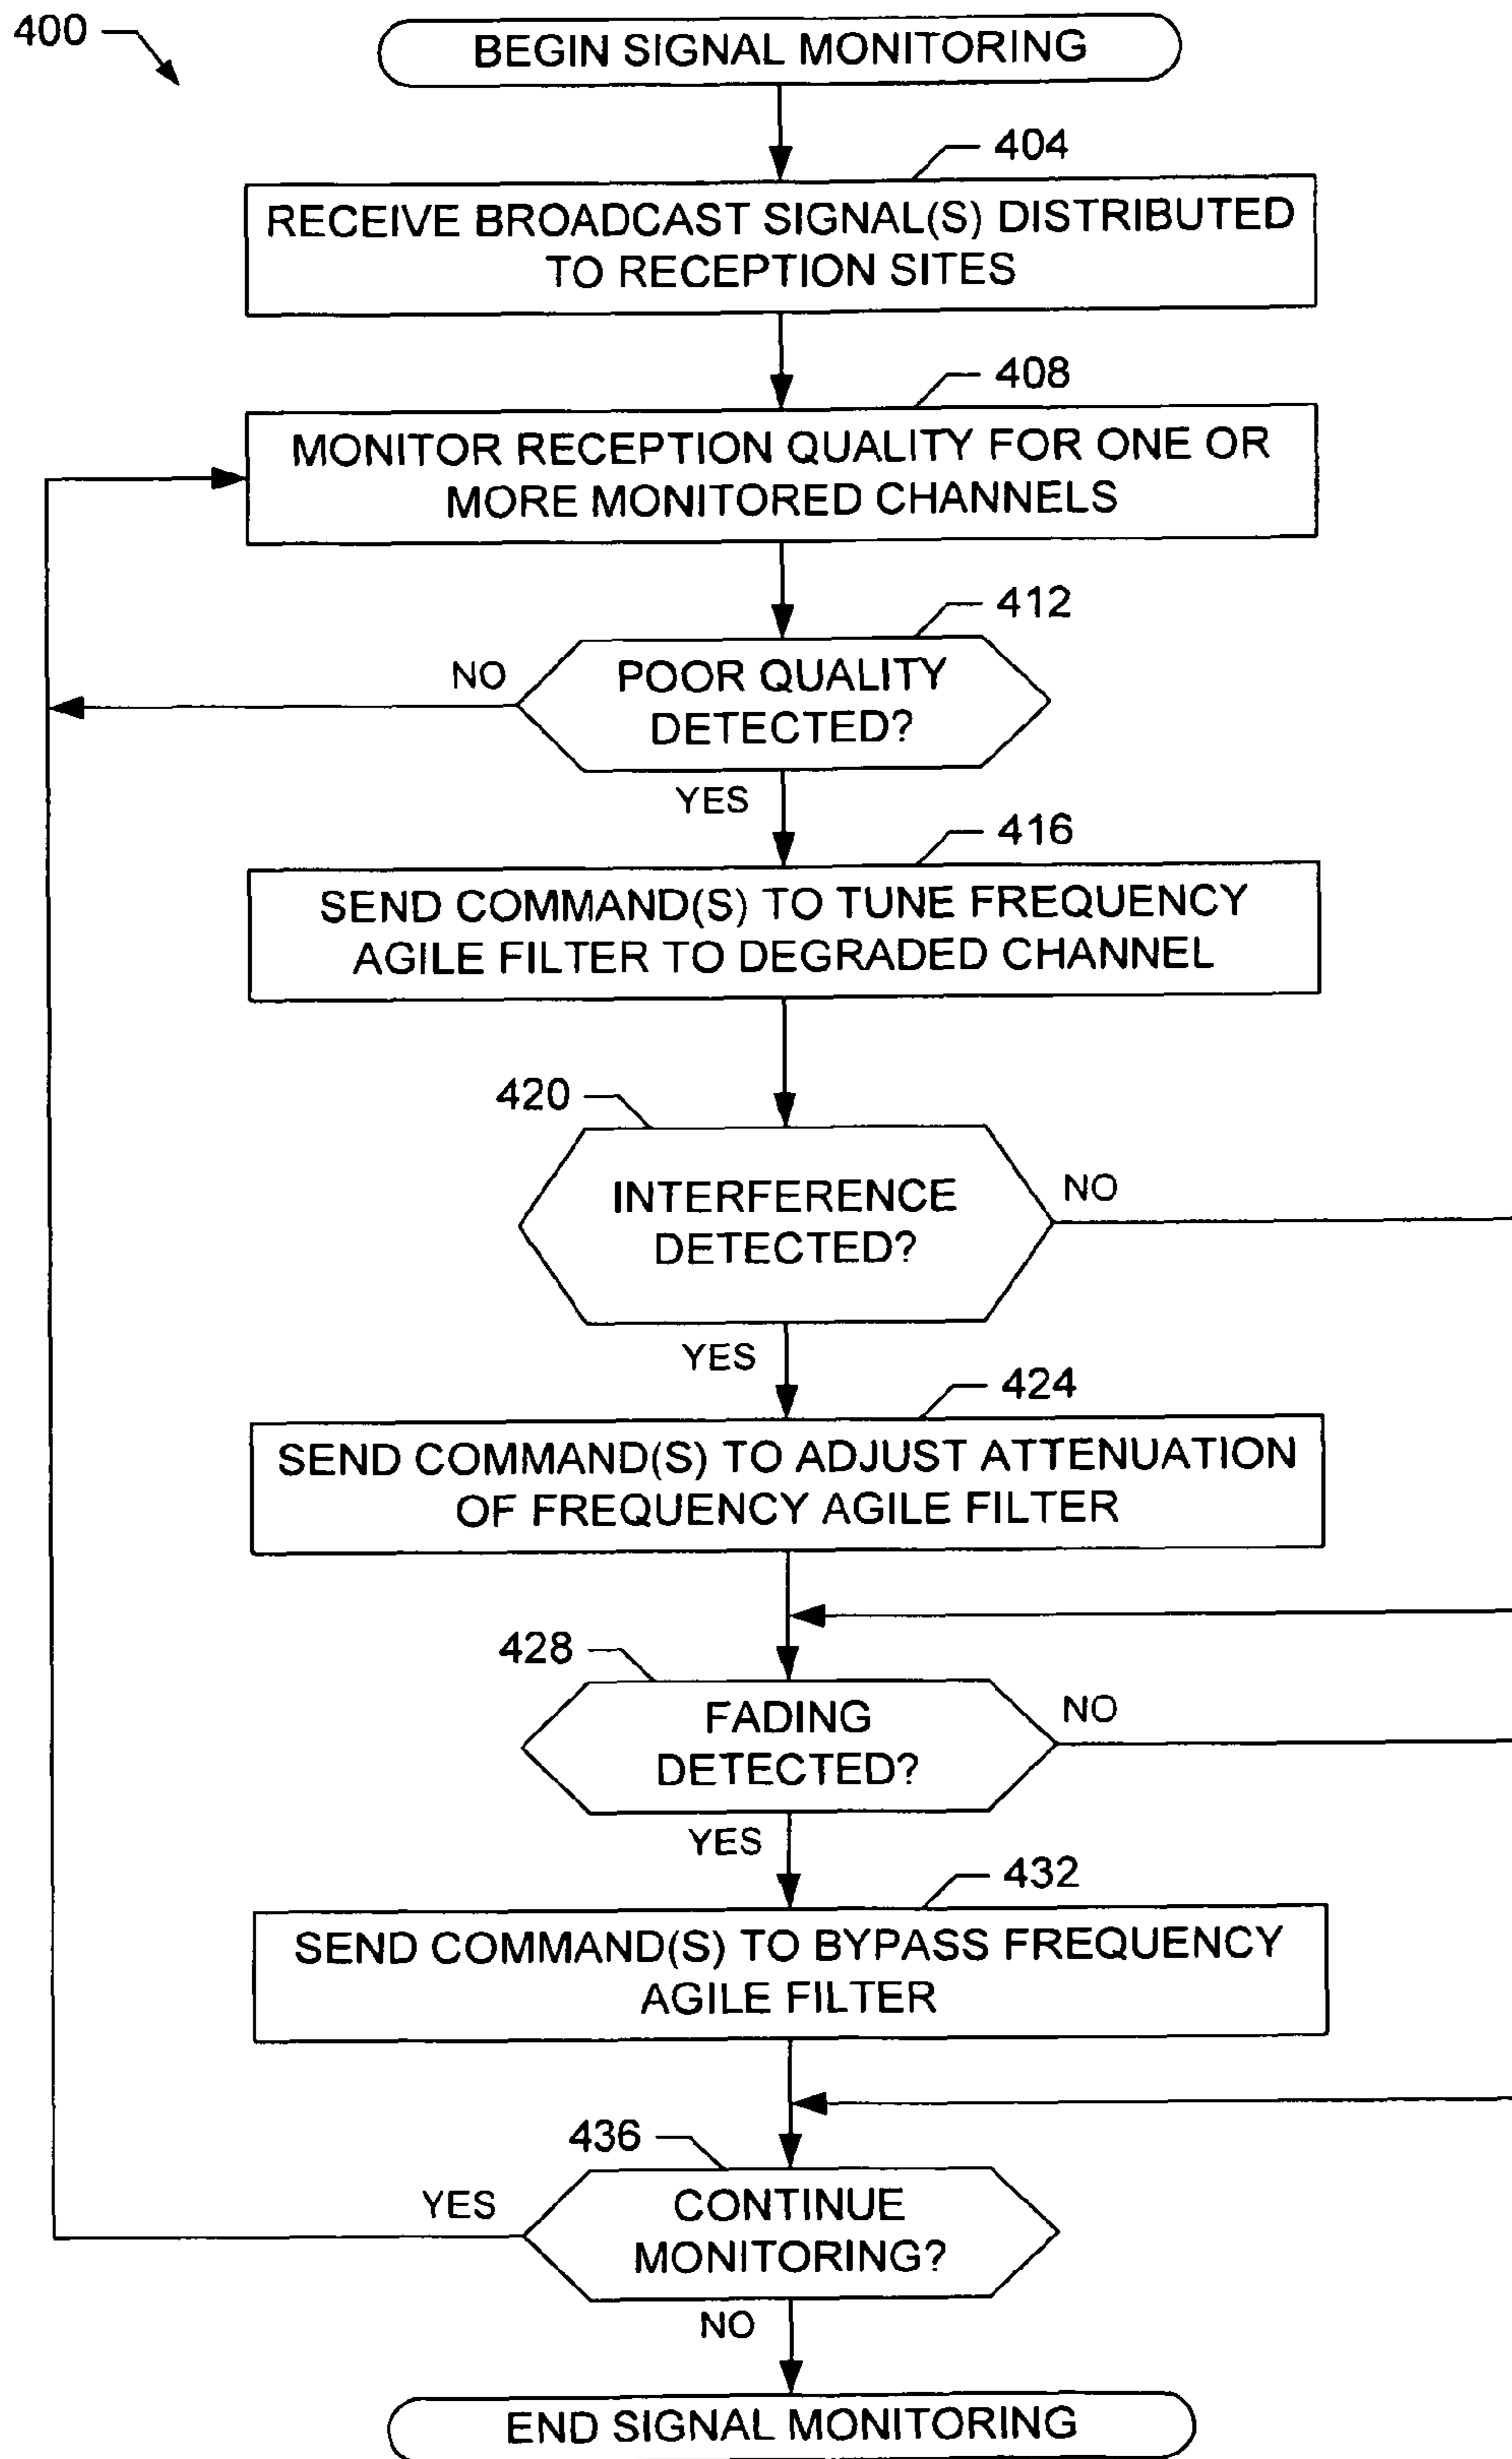 400
BEGIN SIGNAL MONITORING
404
RECEIVE BROADCAST SIGNAL(S) DISTRIBUTED
TO RECEPTION SITES
408
MONITOR RECEPTION QUALITY FOR ONE OR
MORE MONITORED CHANNELS
412
NO
POOR QUALITY
DETECTED?
YES
416
SEND COMMAND(S) TO TUNE FREQUENCY
AGILE FILTER TO DEGRADED CHANNEL
420
INTERFERENCE
DETECTED?
NO
YES
424
SEND COMMAND(S) TO ADJUST ATTENUATION
OF FREQUENCY AGILE FILTER
428
FADING
DETECTED?
NO
YES
432
SEND COMMAND(S) TO BYPASS FREQUENCY
AGILE FILTER
436
YES
CONTINUE
MONITORING?
NO
END SIGNAL MONITORING